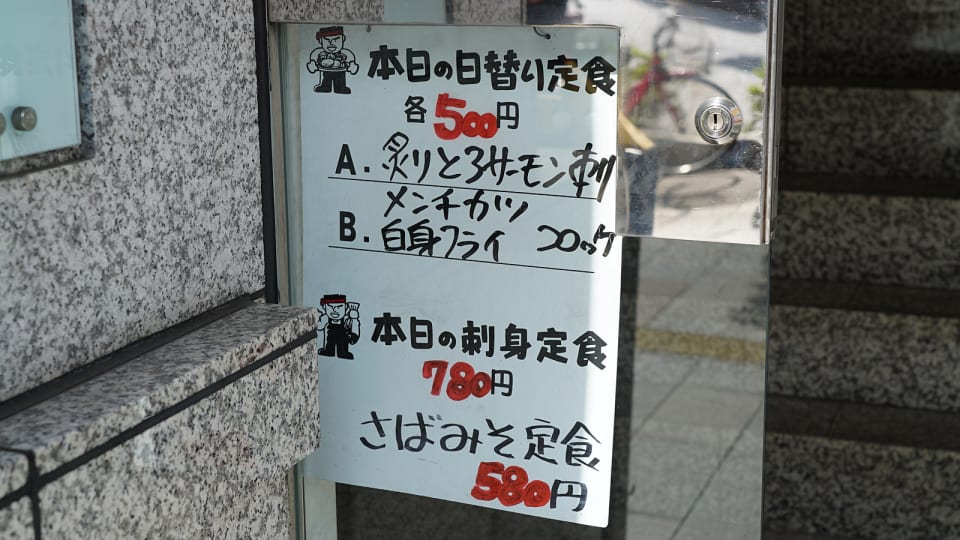 本日の日替り定食
各500円
A. 炙りとろサーモン刺
メンチカツ
B. 白身フライ コロッケ
本日の刺身定食
780円
さばみそ定食
580円